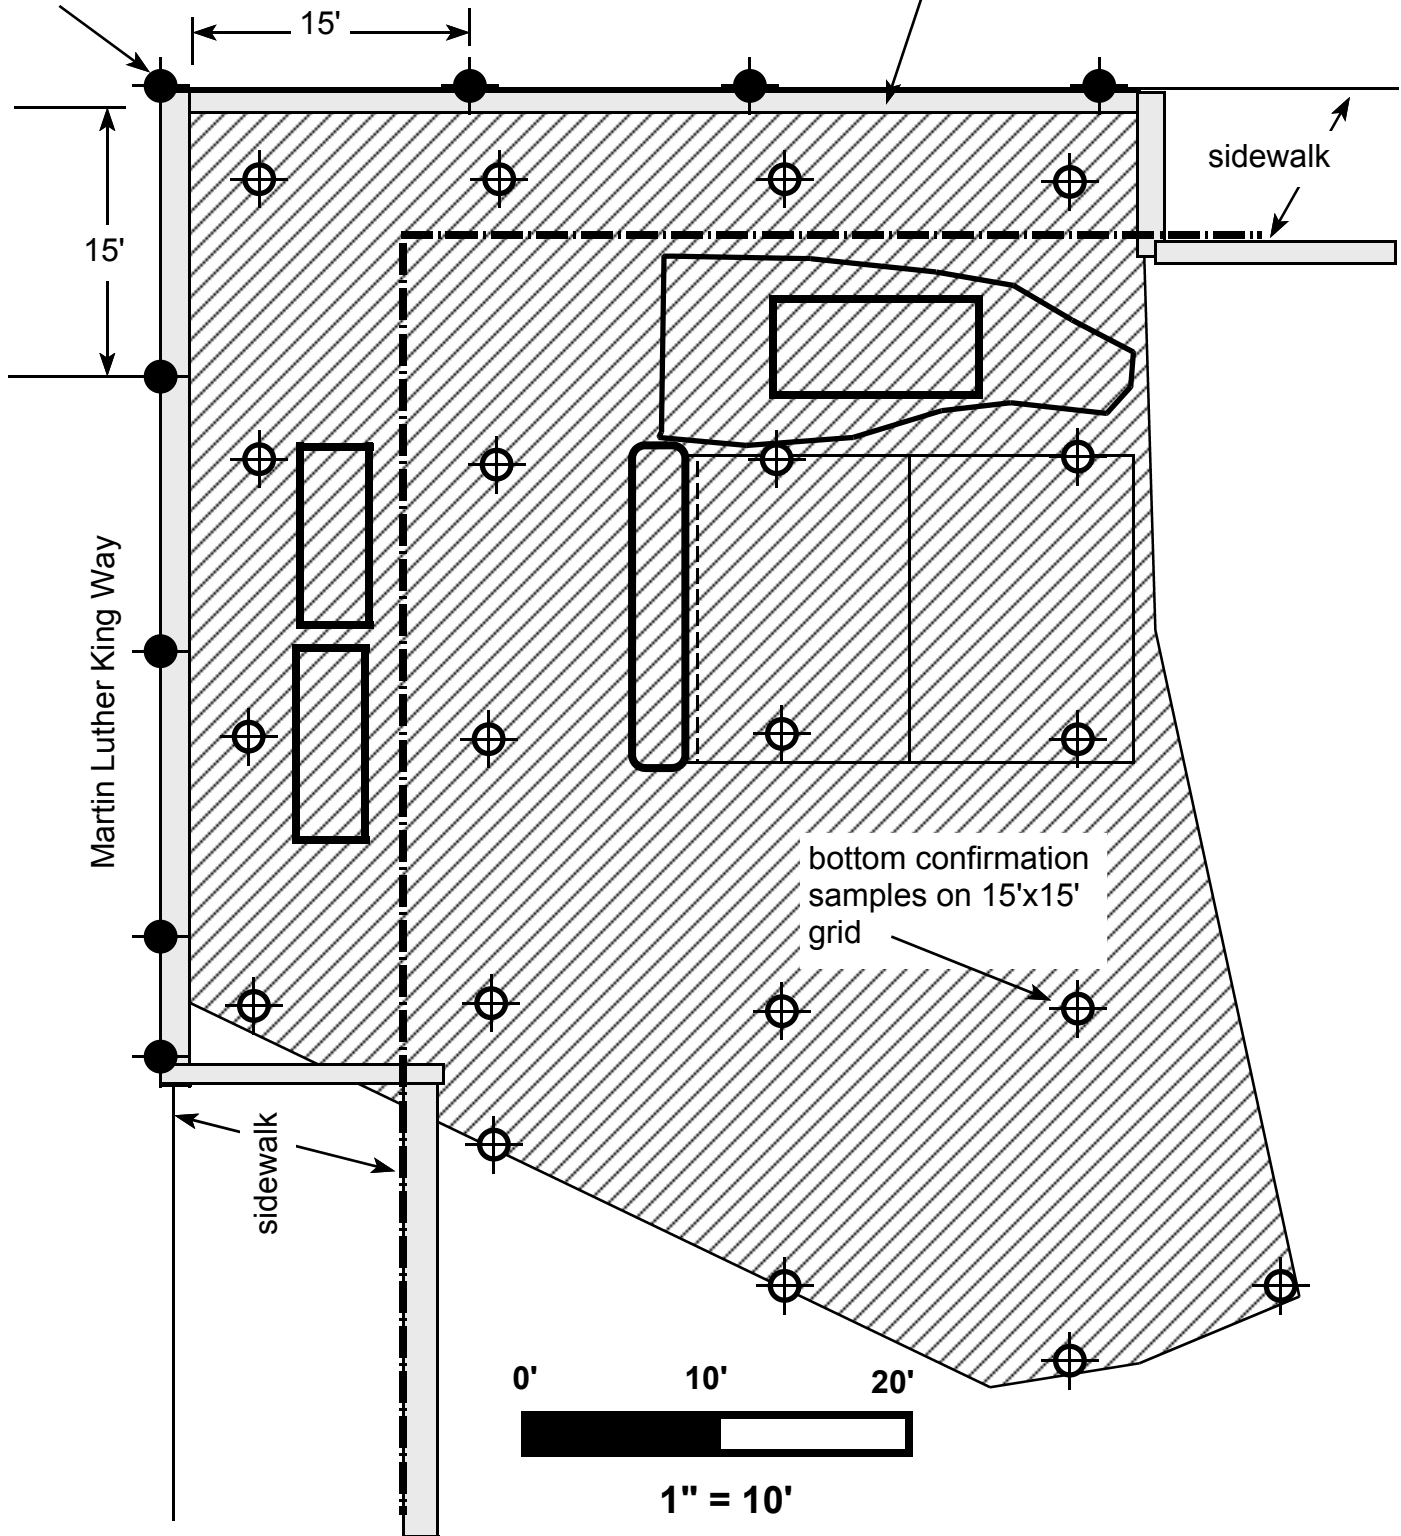 15'
sidewalk
15'
Martin Luther King Way
bottom confirmation
samples on 15'x15'
grid
sidewalk
0' 10' 20'
1" = 10'